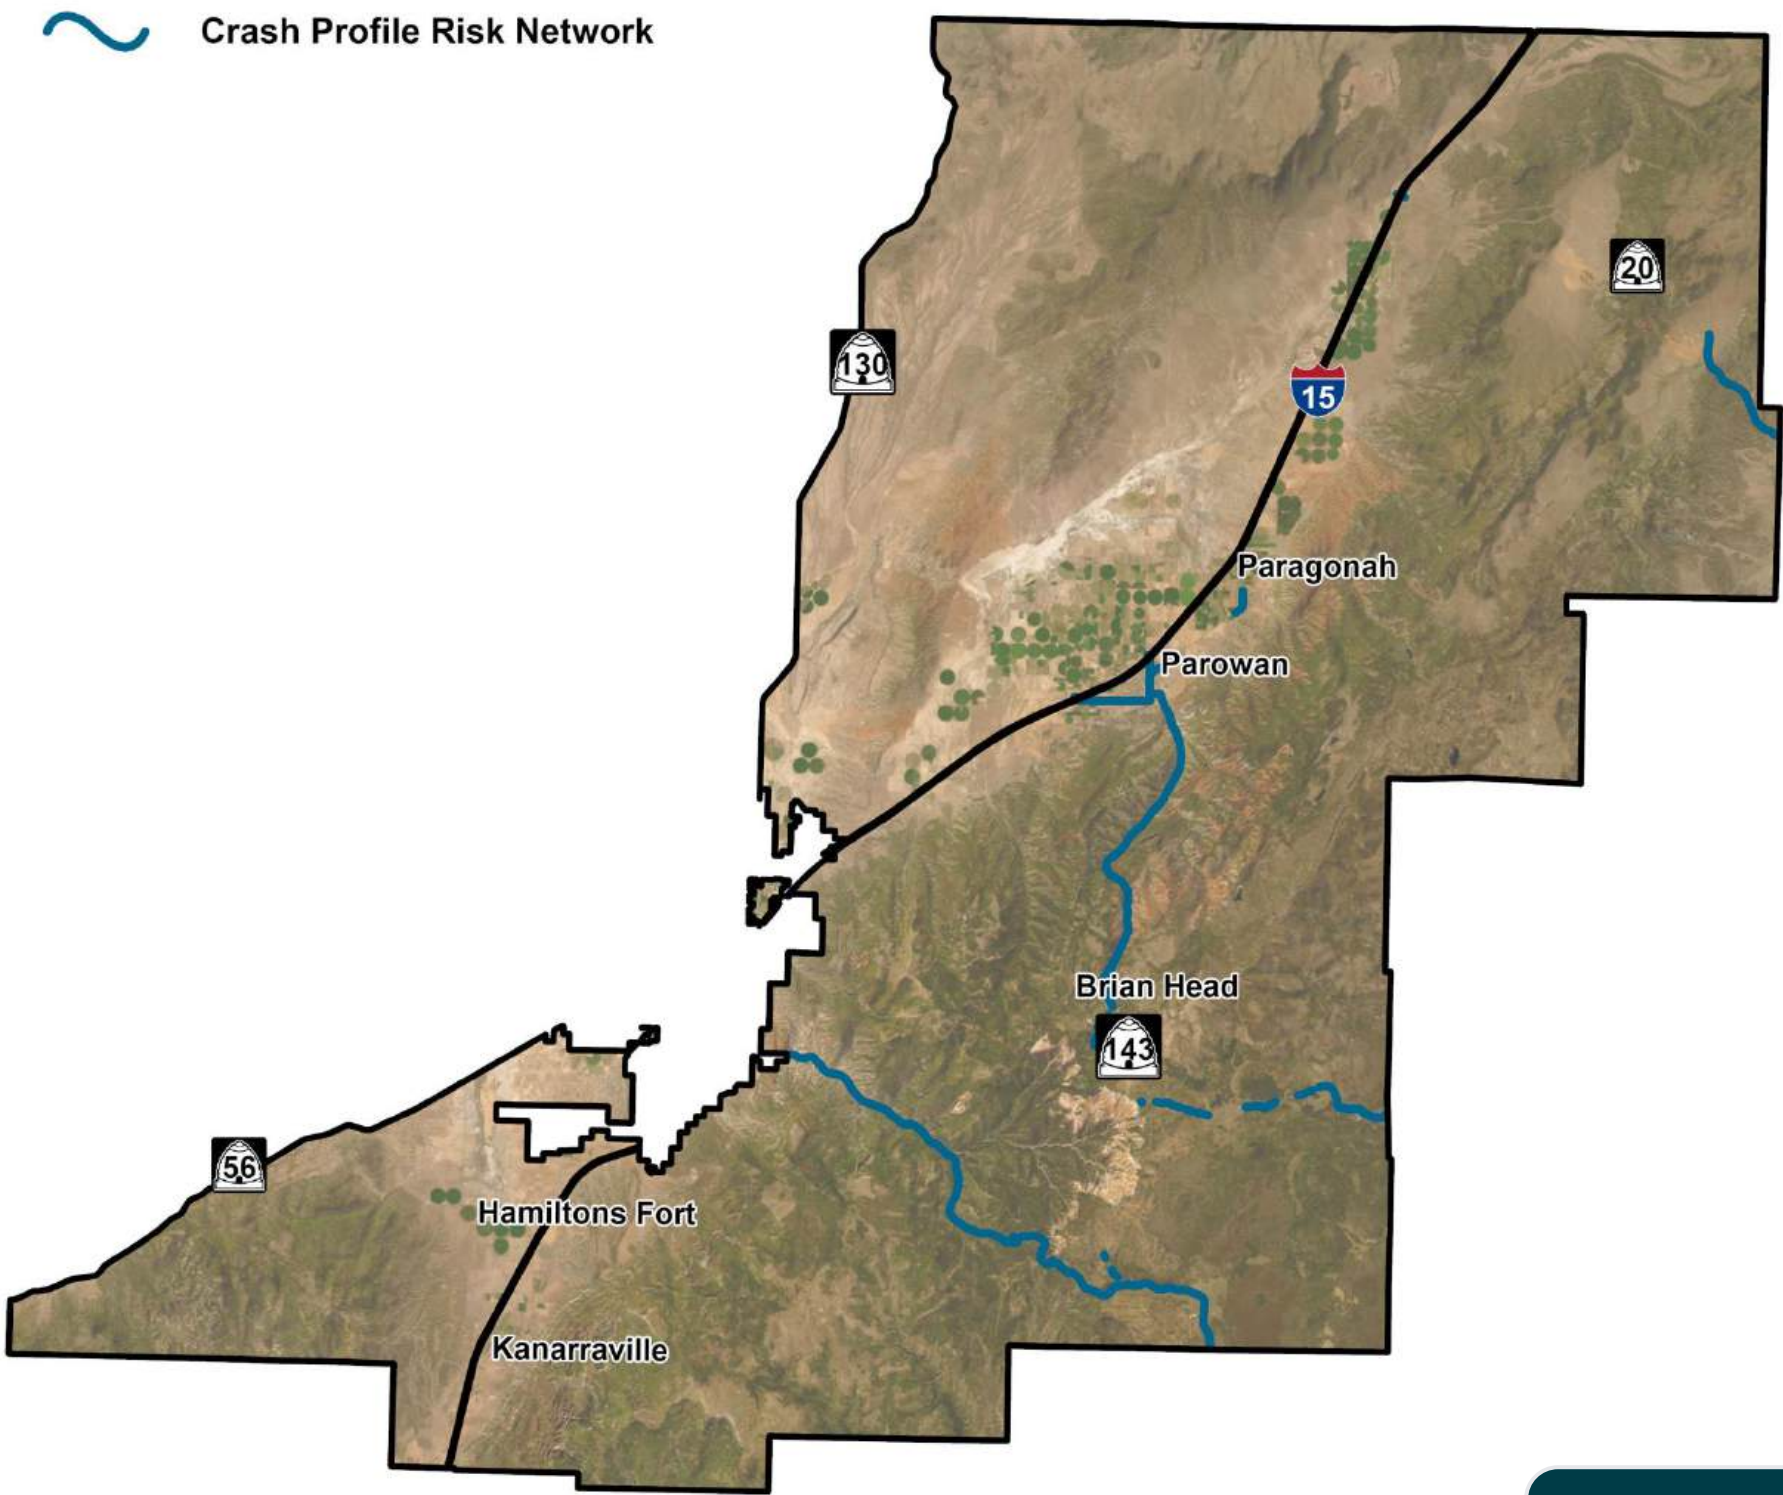 Crash Profile Risk Network
20
130
15
Paragonah
Parowan
Brian Head
143
56
Hamiltons Fort
Kanarraville